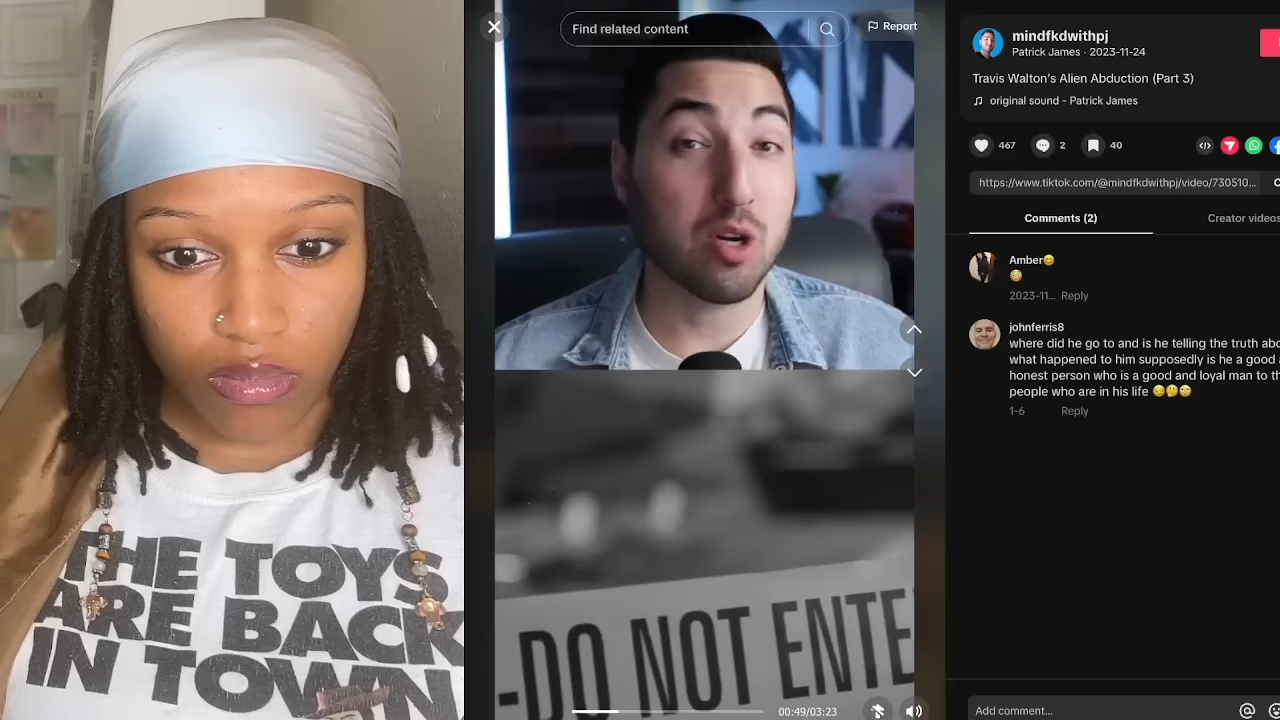 THE TOYS
ARE BACK
IN TOWN
Find related content
Report
-DO NOT ENTE
00:49/03:23
mindfkdwithpj
Patrick James · 2023-11-24
Travis Walton's Alien Abduction (Part 3)
original sound - Patrick James
467
2
40
https://www.tiktok.com/@mindfkdwithpj/video/730510...
Comments (2)
Creator video
Amber😄
😳
2023-11... Reply
johnferris8
where did he go to and is he telling the truth abo
what happened to him supposedly is he a good
honest person who is a good and loyal man to th
people who are in his life 😏🤔🙄
1-6 Reply
Add comment...